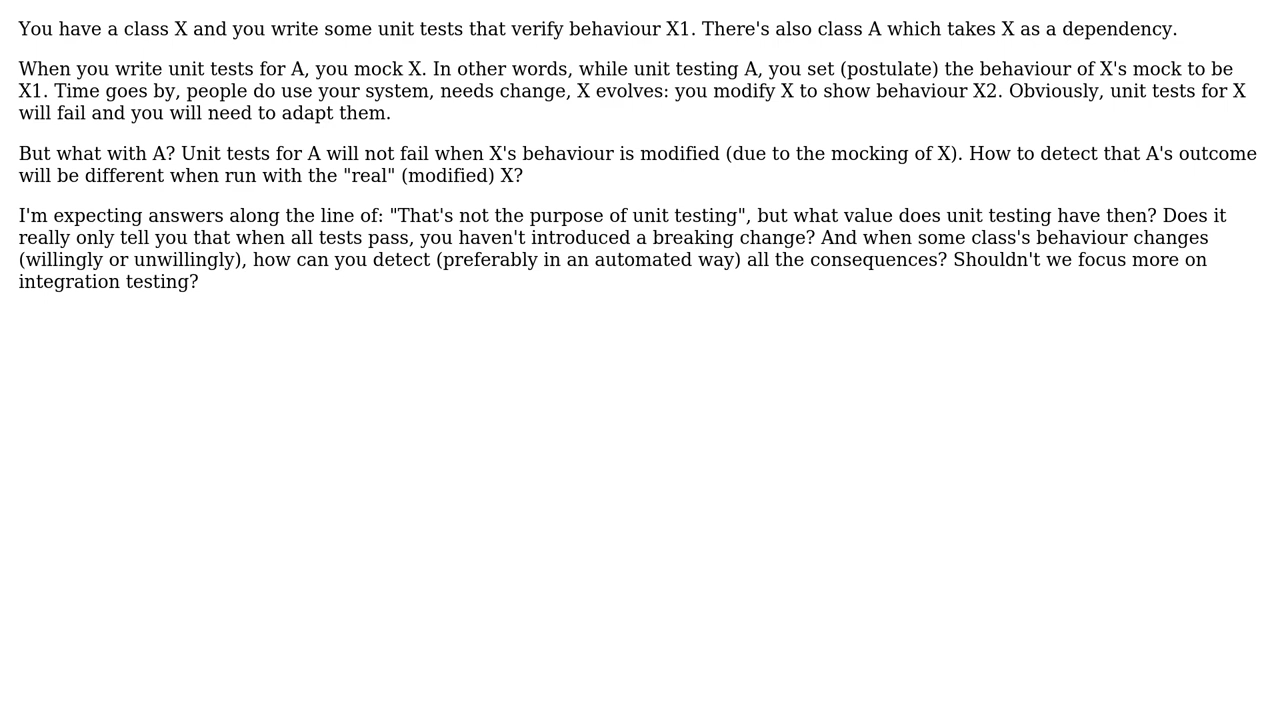 You have a class X and you write some unit tests that verify behaviour X1. There's also class A which takes X as a dependency.
When you write unit tests for A, you mock X. In other words, while unit testing A, you set (postulate) the behaviour of X's mock to be
X1. Time goes by, people do use your system, needs change, X evolves: you modify X to show behaviour X2. Obviously, unit tests for X
will fail and you will need to adapt them.
But what with A? Unit tests for A will not fail when X's behaviour is modified (due to the mocking of X). How to detect that A's outcome
will be different when run with the "real" (modified) X?
I'm expecting answers along the line of: "That's not the purpose of unit testing", but what value does unit testing have then? Does it
really only tell you that when all tests pass, you haven't introduced a breaking change? And when some class's behaviour changes
(willingly or unwillingly), how can you detect (preferably in an automated way) all the consequences? Shouldn't we focus more on
integration testing?